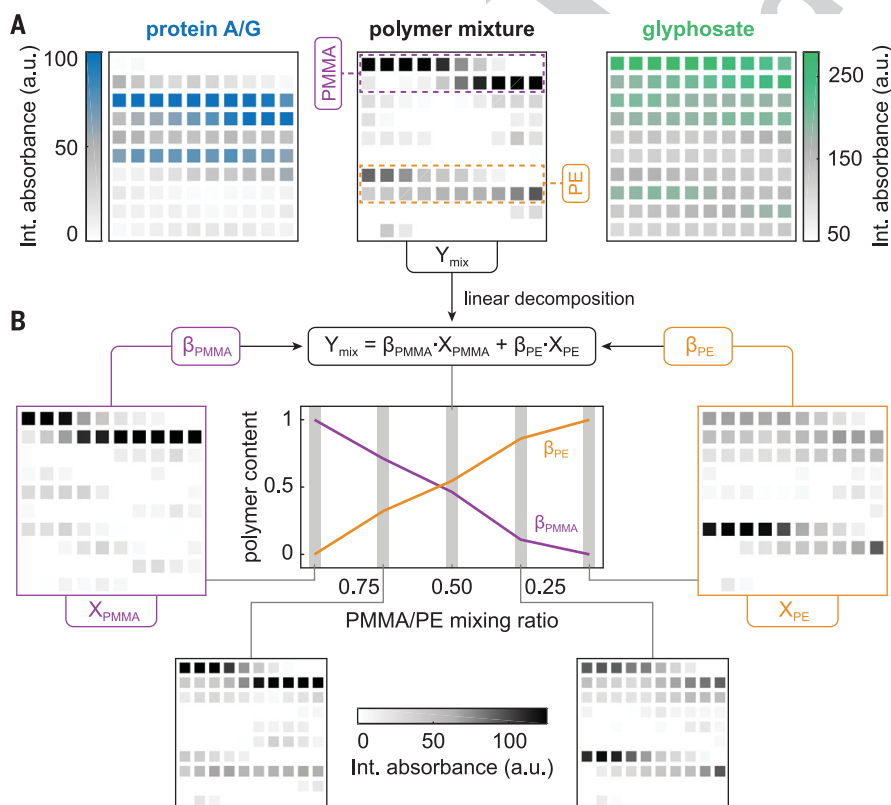 A
protein A/G
polymer mixture
glyphosate
Int. absorbance (a.u.)
100
50
0
PMMA
PE
250
150
50
Int. absorbance (a.u.)
Y_mix
linear decomposition
B
β_PMMA
Y_mix = β_PMMA·X_PMMA + β_PE·X_PE
β_PE
polymer content
1
0.5
0
β_PE
β_PMMA
0.75 0.50 0.25
PMMA/PE mixing ratio
X_PMMA
X_PE
0 50 100
Int. absorbance (a.u.)